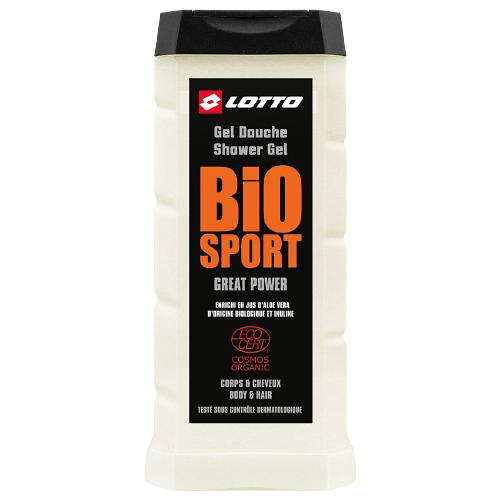 LOTTO
Gel Douche
Shower Gel
BiO
SPORT
GREAT POWER
ENRICHI EN JUS D'ALOE VERA
D'ORIGINE BIOLOGIQUE ET INULINE
ECO
CERT
COSMOS
ORGANIC
CORPS & CHEVEUX
BODY & HAIR
TESTÉ SOUS CONTRÔLE DERMATOLOGIQUE